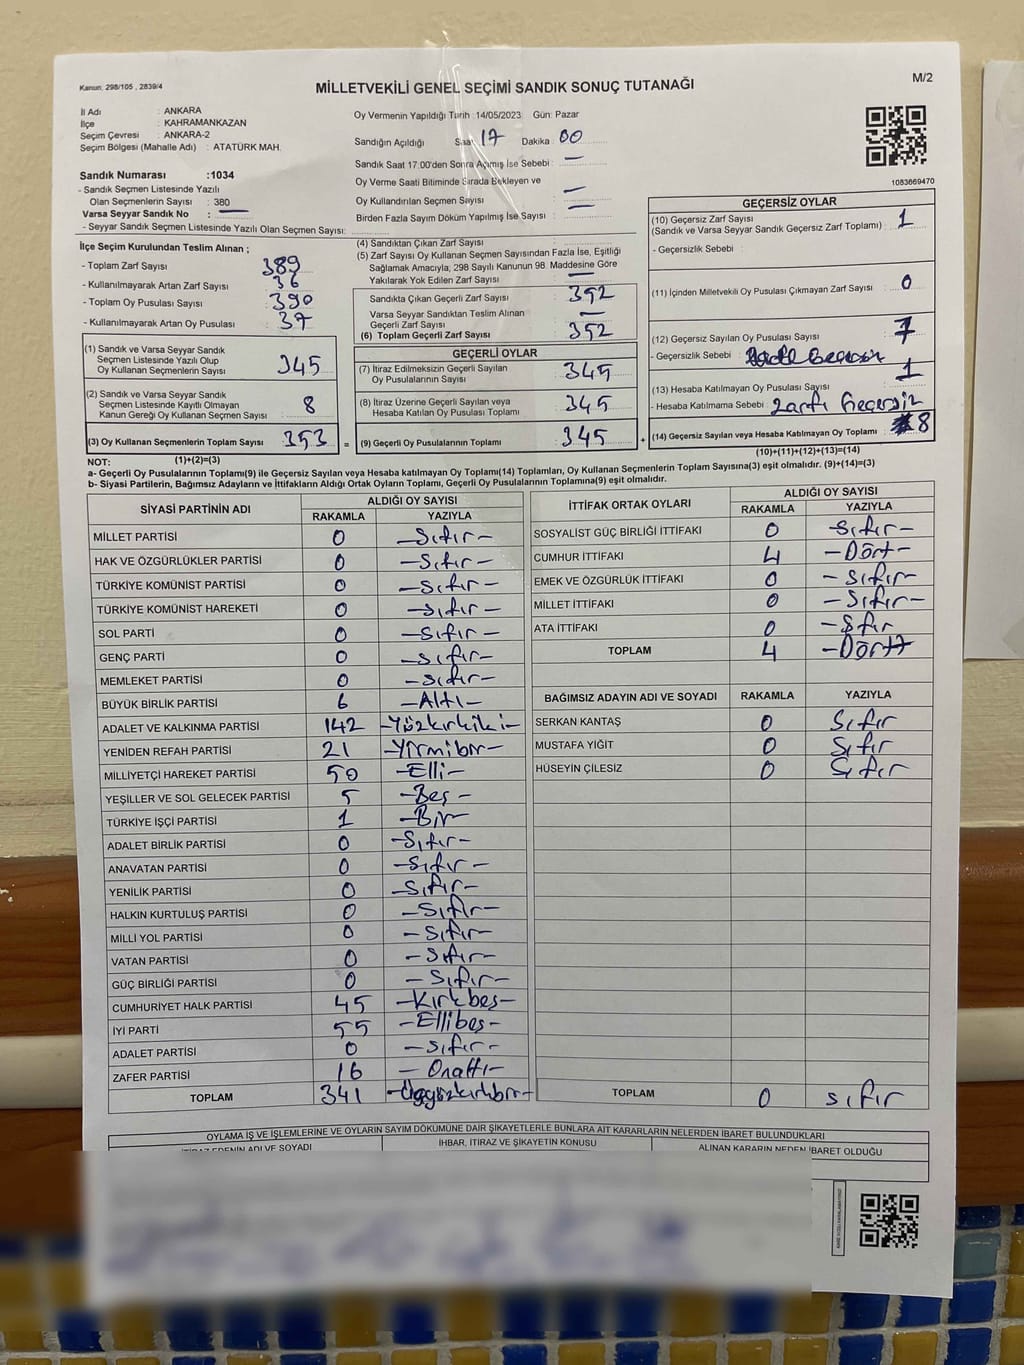 Kanun: 298/105 , 2839/4
MİLLETVEKİLİ GENEL SEÇİMİ SANDIK SONUÇ TUTANAĞI
M/2
İl Adı : ANKARA
İlçe : KAHRAMANKAZAN
Seçim Çevresi : ANKARA-2
Seçim Bölgesi (Mahalle Adı) : ATATÜRK MAH.
Sandık Numarası :1034
- Sandık Seçmen Listesinde Yazılı
Olan Seçmenlerin Sayısı : 380
Varsa Seyyar Sandık No : —
- Seyyar Sandık Seçmen Listesinde Yazılı Olan Seçmen Sayısı:
Oy Vermenin Yapıldığı Tarih :14/05/2023 Gün: Pazar
Sandığın Açıldığı Saat 17 Dakika 00
Sandık Saat 17:00'den Sonra Açılmış İse Sebebi : —
Oy Verme Saati Bitiminde Sırada Bekleyen ve
Oy Kullandırılan Seçmen Sayısı : —
Birden Fazla Sayım Döküm Yapılmış İse Sayısı : —
1083669470
İlçe Seçim Kurulundan Teslim Alınan ;
- Toplam Zarf Sayısı : 389
- Kullanılmayarak Artan Zarf Sayısı : 36
- Toplam Oy Pusulası Sayısı : 390
- Kullanılmayarak Artan Oy Pusulası : 37
(1) Sandık ve Varsa Seyyar Sandık
Seçmen Listesinde Yazılı Olup
Oy Kullanan Seçmenlerin Sayısı : 345
(2) Sandık ve Varsa Seyyar Sandık
Seçmen Listesinde Kayıtlı Olmayan
Kanun Gereği Oy Kullanan Seçmen Sayısı : 8
(3) Oy Kullanan Seçmenlerin Toplam Sayısı : 353
(1)+(2)=(3)
(4) Sandıktan Çıkan Zarf Sayısı :
(5) Zarf Sayısı Oy Kullanan Seçmen Sayısından Fazla İse, Eşitliği
Sağlamak Amacıyla, 298 Sayılı Kanunun 98. Maddesine Göre
Yakılarak Yok Edilen Zarf Sayısı : —
Sandıkta Çıkan Geçerli Zarf Sayısı : 352
Varsa Seyyar Sandıktan Teslim Alınan
Geçerli Zarf Sayısı : —
(6) Toplam Geçerli Zarf Sayısı : 352
GEÇERLİ OYLAR
(7) İtiraz Edilmeksizin Geçerli Sayılan
Oy Pusulalarının Sayısı : 345
(8) İtiraz Üzerine Geçerli Sayılan veya
Hesaba Katılan Oy Pusulası Toplamı : 345
= (9) Geçerli Oy Pusulalarının Toplamı : 345 +
GEÇERSİZ OYLAR
(10) Geçersiz Zarf Sayısı
(Sandık ve Varsa Seyyar Sandık Geçersiz Zarf Toplamı) : 1
- Geçersizlik Sebebi :
(11) İçinden Milletvekili Oy Pusulası Çıkmayan Zarf Sayısı : 0
(12) Geçersiz Sayılan Oy Pusulası Sayısı : 7
- Geçersizlik Sebebi : Geçersiz
(13) Hesaba Katılmayan Oy Pusulası Sayısı : 1
- Hesaba Katılmama Sebebi : Zarfı Geçersiz
(14) Geçersiz Sayılan veya Hesaba Katılmayan Oy Toplamı : 8
(10)+(11)+(12)+(13)=(14)
NOT:
a- Geçerli Oy Pusulalarının Toplamı(9) ile Geçersiz Sayılan veya Hesaba katılmayan Oy Toplamı(14) Toplamları, Oy Kullanan Seçmenlerin Toplam Sayısına(3) eşit olmalıdır. (9)+(14)=(3)
b- Siyasi Partilerin, Bağımsız Adayların ve İttifakların Aldığı Ortak Oyların Toplamı, Geçerli Oy Pusulalarının Toplamına(9) eşit olmalıdır.
SİYASİ PARTİNİN ADI ALDIĞI OY SAYISI
RAKAMLA YAZIYLA
MİLLET PARTİSİ 0 -Sıfır-
HAK VE ÖZGÜRLÜKLER PARTİSİ 0 -Sıfır-
TÜRKİYE KOMÜNİST PARTİSİ 0 -Sıfır-
TÜRKİYE KOMÜNİST HAREKETİ 0 -Sıfır-
SOL PARTİ 0 -Sıfır-
GENÇ PARTİ 0 -Sıfır-
MEMLEKET PARTİSİ 0 -Sıfır-
BÜYÜK BİRLİK PARTİSİ 6 -Altı-
ADALET VE KALKINMA PARTİSİ 142 -Yüzkırkiki-
YENİDEN REFAH PARTİSİ 21 -Yirmibir-
MİLLİYETÇİ HAREKET PARTİSİ 50 -Elli-
YEŞİLLER VE SOL GELECEK PARTİSİ 5 -Beş-
TÜRKİYE İŞÇİ PARTİSİ 1 -Bir-
ADALET BİRLİK PARTİSİ 0 -Sıfır-
ANAVATAN PARTİSİ 0 -Sıfır-
YENİLİK PARTİSİ 0 -Sıfır-
HALKIN KURTULUŞ PARTİSİ 0 -Sıfır-
MİLLİ YOL PARTİSİ 0 -Sıfır-
VATAN PARTİSİ 0 -Sıfır-
GÜÇ BİRLİĞİ PARTİSİ 0 -Sıfır-
CUMHURİYET HALK PARTİSİ 45 -Kırkbeş-
İYİ PARTİ 55 -Ellibeş-
ADALET PARTİSİ 0 -Sıfır-
ZAFER PARTİSİ 16 -Onaltı-
TOPLAM 341 -Üçyüzkırkbir-
İTTİFAK ORTAK OYLARI ALDIĞI OY SAYISI
RAKAMLA YAZIYLA
SOSYALİST GÜÇ BİRLİĞİ İTTİFAKI 0 -Sıfır-
CUMHUR İTTİFAKI 4 -Dört-
EMEK VE ÖZGÜRLÜK İTTİFAKI 0 -Sıfır-
MİLLET İTTİFAKI 0 -Sıfır-
ATA İTTİFAKI 0 -Sıfır
TOPLAM 4 -Dört-
BAĞIMSIZ ADAYIN ADI VE SOYADI RAKAMLA YAZIYLA
SERKAN KANTAŞ 0 Sıfır
MUSTAFA YİĞİT 0 Sıfır
HÜSEYİN ÇİLESİZ 0 Sıfır
TOPLAM 0 Sıfır
OYLAMA İŞ VE İŞLEMLERİNE VE OYLARIN SAYIM DÖKÜMÜNE DAİR ŞİKAYETLERLE BUNLARA AİT KARARLARIN NELERDEN İBARET BULUNDUKLARI
İTİRAZ EDENİN ADI VE SOYADI İHBAR, İTİRAZ VE ŞİKAYETİN KONUSU ALINAN KARARIN NEDEN İBARET OLDUĞU